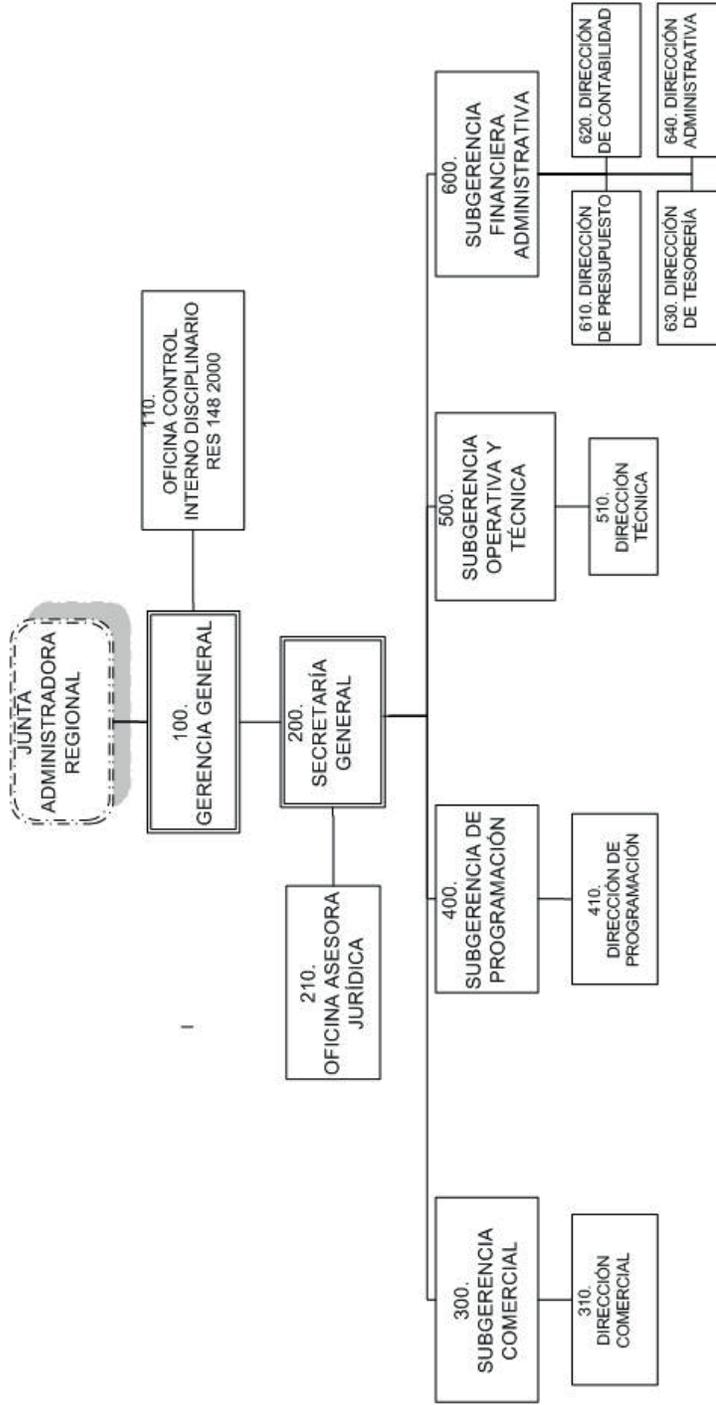 JUNTA
ADMINISTRADORA
REGIONAL
100.
GERENCIA GENERAL
110.
OFICINA CONTROL
INTERNO DISCIPLINARIO
RES 148 2000
200.
SECRETARÍA
GENERAL
210.
OFICINA ASESORA
JURÍDICA
300.
SUBGERENCIA
COMERCIAL
310.
DIRECCIÓN
COMERCIAL
400.
SUBGERENCIA DE
PROGRAMACIÓN
410.
DIRECCIÓN DE
PROGRAMACIÓN
500.
SUBGERENCIA
OPERATIVA Y
TÉCNICA
510.
DIRECCIÓN
TÉCNICA
600.
SUBGERENCIA
FINANCIERA
ADMINISTRATIVA
610. DIRECCIÓN
DE PRESUPUESTO
620. DIRECCIÓN
DE CONTABILIDAD
630. DIRECCIÓN
DE TESORERÍA
640. DIRECCIÓN
ADMINISTRATIVA